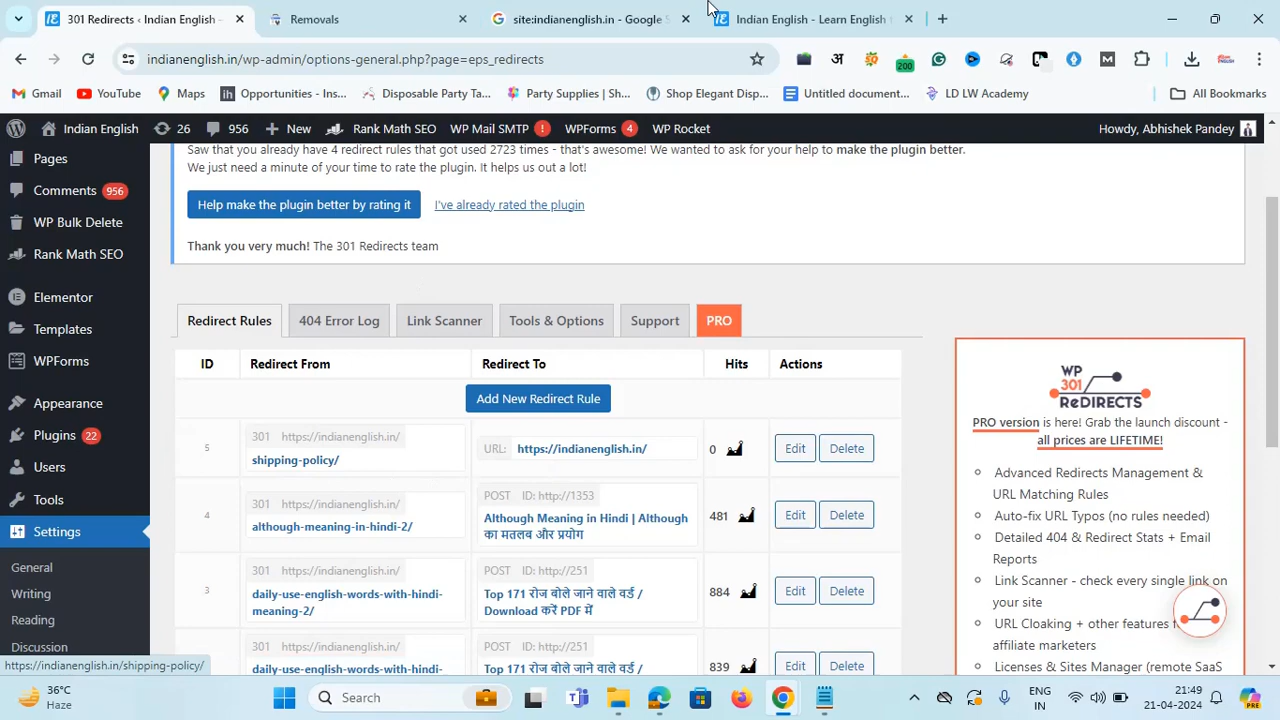 301 Redirects ‹ Indian English -
Removals
site:indianenglish.in - Google S
Indian English - Learn English
indianenglish.in/wp-admin/options-general.php?page=eps_redirects
200
Gmail
YouTube
Maps
Opportunities - Ins...
Disposable Party Ta...
Party Supplies | Sh...
Shop Elegant Disp...
Untitled document...
LD LW Academy
All Bookmarks
Indian English
26
956
New
Rank Math SEO
WP Mail SMTP !
WPForms 4
WP Rocket
Howdy, Abhishek Pandey
Pages
Comments 956
WP Bulk Delete
Rank Math SEO
Elementor
Templates
WPForms
Appearance
Plugins 22
Users
Tools
Settings
General
Writing
Reading
Discussion
https://indianenglish.in/shipping-policy/
Saw that you already have 4 redirect rules that got used 2723 times - that's awesome! We wanted to ask for your help to make the plugin better.
We just need a minute of your time to rate the plugin. It helps us out a lot!
Help make the plugin better by rating it
I've already rated the plugin
Thank you very much! The 301 Redirects team
Redirect Rules
404 Error Log
Link Scanner
Tools & Options
Support
PRO
ID Redirect From Redirect To Hits Actions
Add New Redirect Rule
5
301 https://indianenglish.in/
shipping-policy/
URL: https://indianenglish.in/
0
Edit Delete
4
301 https://indianenglish.in/
although-meaning-in-hindi-2/
POST ID: http://1353
Although Meaning in Hindi | Although
का मतलब और प्रयोग
481
Edit Delete
3
301 https://indianenglish.in/
daily-use-english-words-with-hindi-
meaning-2/
POST ID: http://251
Top 171 रोज बोले जाने वाले वर्ड /
Download करें PDF में
884
Edit Delete
301 https://indianenglish.in/
daily-use-english-words-with-hindi-
POST ID: http://251
Top 171 रोज बोले जाने वाले वर्ड /
839
Edit Delete
WP
301
ReDIRECTS
PRO version is here! Grab the launch discount -
all prices are LIFETIME!
Advanced Redirects Management &
URL Matching Rules
Auto-fix URL Typos (no rules needed)
Detailed 404 & Redirect Stats + Email
Reports
Link Scanner - check every single link on
your site
URL Cloaking + other features
affiliate marketers
Licenses & Sites Manager (remote SaaS
36°C
Haze
Search
ENG
IN
21:49
21-04-2024